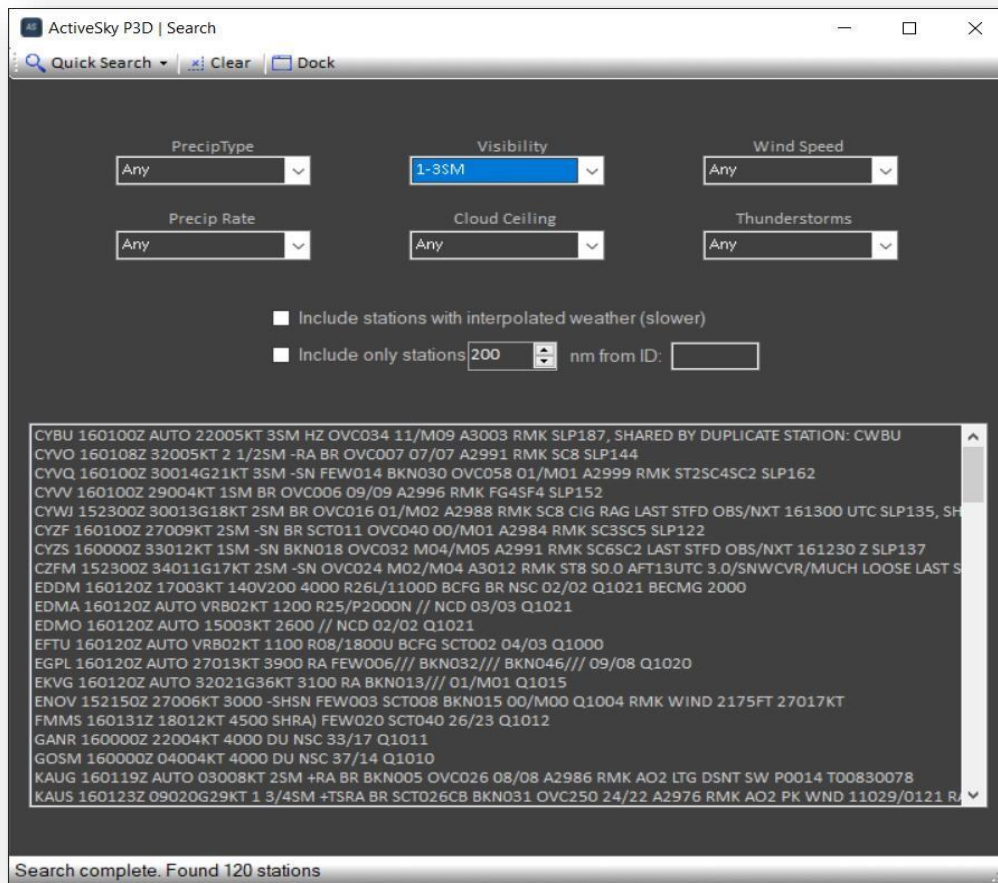 AS ActiveSky P3D | Search
Quick Search Clear Dock
PrecipType Visibility Wind Speed
Any 1-3SM Any
Precip Rate Cloud Ceiling Thunderstorms
Any Any Any
Include stations with interpolated weather (slower)
Include only stations 200 nm from ID:
CYBU 160100Z AUTO 22005KT 3SM HZ OVC034 11/M09 A3003 RMK SLP187, SHARED BY DUPLICATE STATION: CWBU
CYVO 160108Z 32005KT 2 1/2SM -RA BR OVC007 07/07 A2991 RMK SC8 SLP144
CYVQ 160100Z 30014G21KT 3SM -SN FEW014 BKN030 OVC058 01/M01 A2999 RMK ST2SC4SC2 SLP162
CYVV 160100Z 29004KT 1SM BR OVC006 09/09 A2996 RMK FG4SF4 SLP152
CYWJ 152300Z 30013G18KT 2SM BR OVC016 01/M02 A2988 RMK SC8 CIG RAG LAST STFD OBS/NXT 161300 UTC SLP135, SH
CYZF 160100Z 27009KT 2SM -SN BR SCT011 OVC040 00/M01 A2984 RMK SC3SC5 SLP122
CYZS 160000Z 33012KT 1SM -SN BKN018 OVC032 M04/M05 A2991 RMK SC6SC2 LAST STFD OBS/NXT 161230 Z SLP137
CZFM 152300Z 34011G17KT 2SM -SN OVC024 M02/M04 A3012 RMK ST8 S0.0 AFT13UTC 3.0/SNWCVR/MUCH LOOSE LAST S
EDDM 160120Z 17003KT 140V200 4000 R26L/1100D BCFG BR NSC 02/02 Q1021 BECMG 2000
EDMA 160120Z AUTO VRB02KT 1200 R25/P2000N // NCD 03/03 Q1021
EDMO 160120Z AUTO 15003KT 2600 // NCD 02/02 Q1021
EFTU 160120Z AUTO VRB02KT 1100 R08/1800U BCFG SCT002 04/03 Q1000
EGPL 160120Z AUTO 27013KT 3900 RA FEW006/// BKN032/// BKN046/// 09/08 Q1020
EKVG 160120Z AUTO 32021G36KT 3100 RA BKN013/// 01/M01 Q1015
ENOV 152150Z 27006KT 3000 -SHSN FEW003 SCT008 BKN015 00/M00 Q1004 RMK WIND 2175FT 27017KT
FMMS 160131Z 18012KT 4500 SHRA) FEW020 SCT040 26/23 Q1012
GANR 160000Z 22004KT 4000 DU NSC 33/17 Q1011
GOSM 160000Z 04004KT 4000 DU NSC 37/14 Q1010
KAUG 160119Z AUTO 03008KT 2SM +RA BR BKN005 OVC026 08/08 A2986 RMK AO2 LTG DSNT SW P0014 T00830078
KAUS 160123Z 09020G29KT 1 3/4SM +TSRA BR SCT026CB BKN031 OVC250 24/22 A2976 RMK AO2 PK WND 11029/0121 RA
Search complete. Found 120 stations